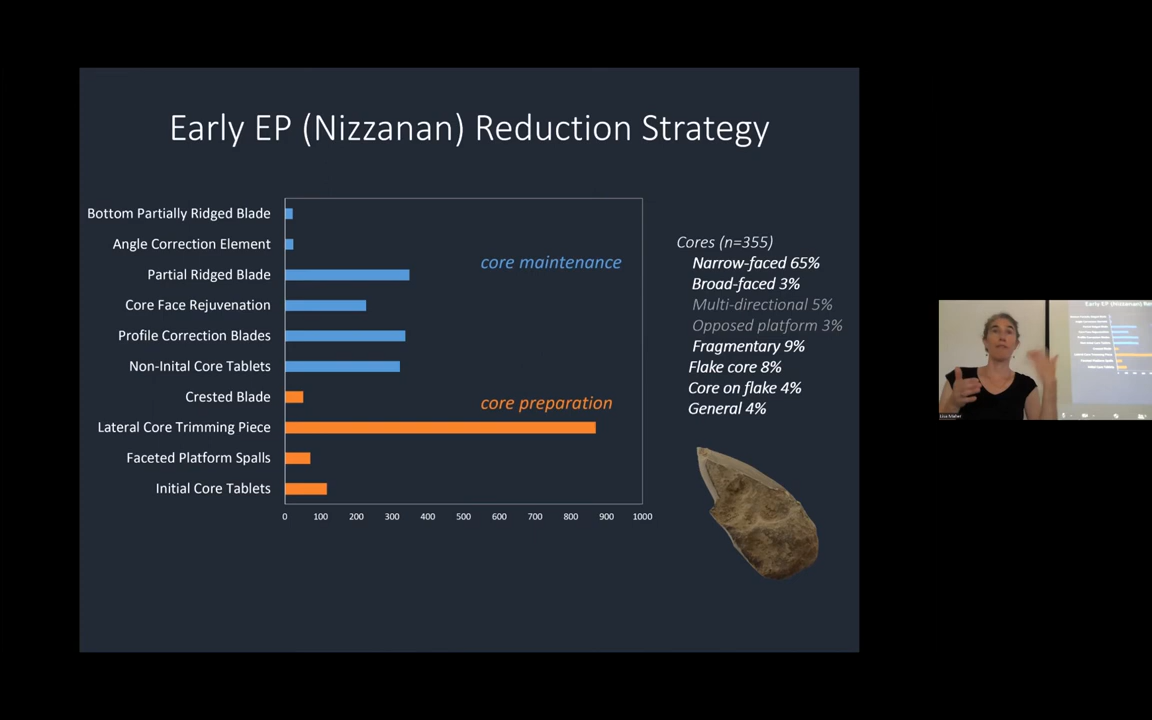 Early EP (Nizzanan) Reduction Strategy
Bottom Partially Ridged Blade
Angle Correction Element
Partial Ridged Blade
Core Face Rejuvenation
Profile Correction Blades
Non-Inital Core Tablets
Crested Blade
Lateral Core Trimming Piece
Faceted Platform Spalls
Initial Core Tablets
0 100 200 300 400 500 600 700 800 900 1000
core maintenance
core preparation
Cores (n=355)
Narrow-faced 65%
Broad-faced 3%
Multi-directional 5%
Opposed platform 3%
Fragmentary 9%
Flake core 8%
Core on flake 4%
General 4%
Early EP (Nizzanan) Re